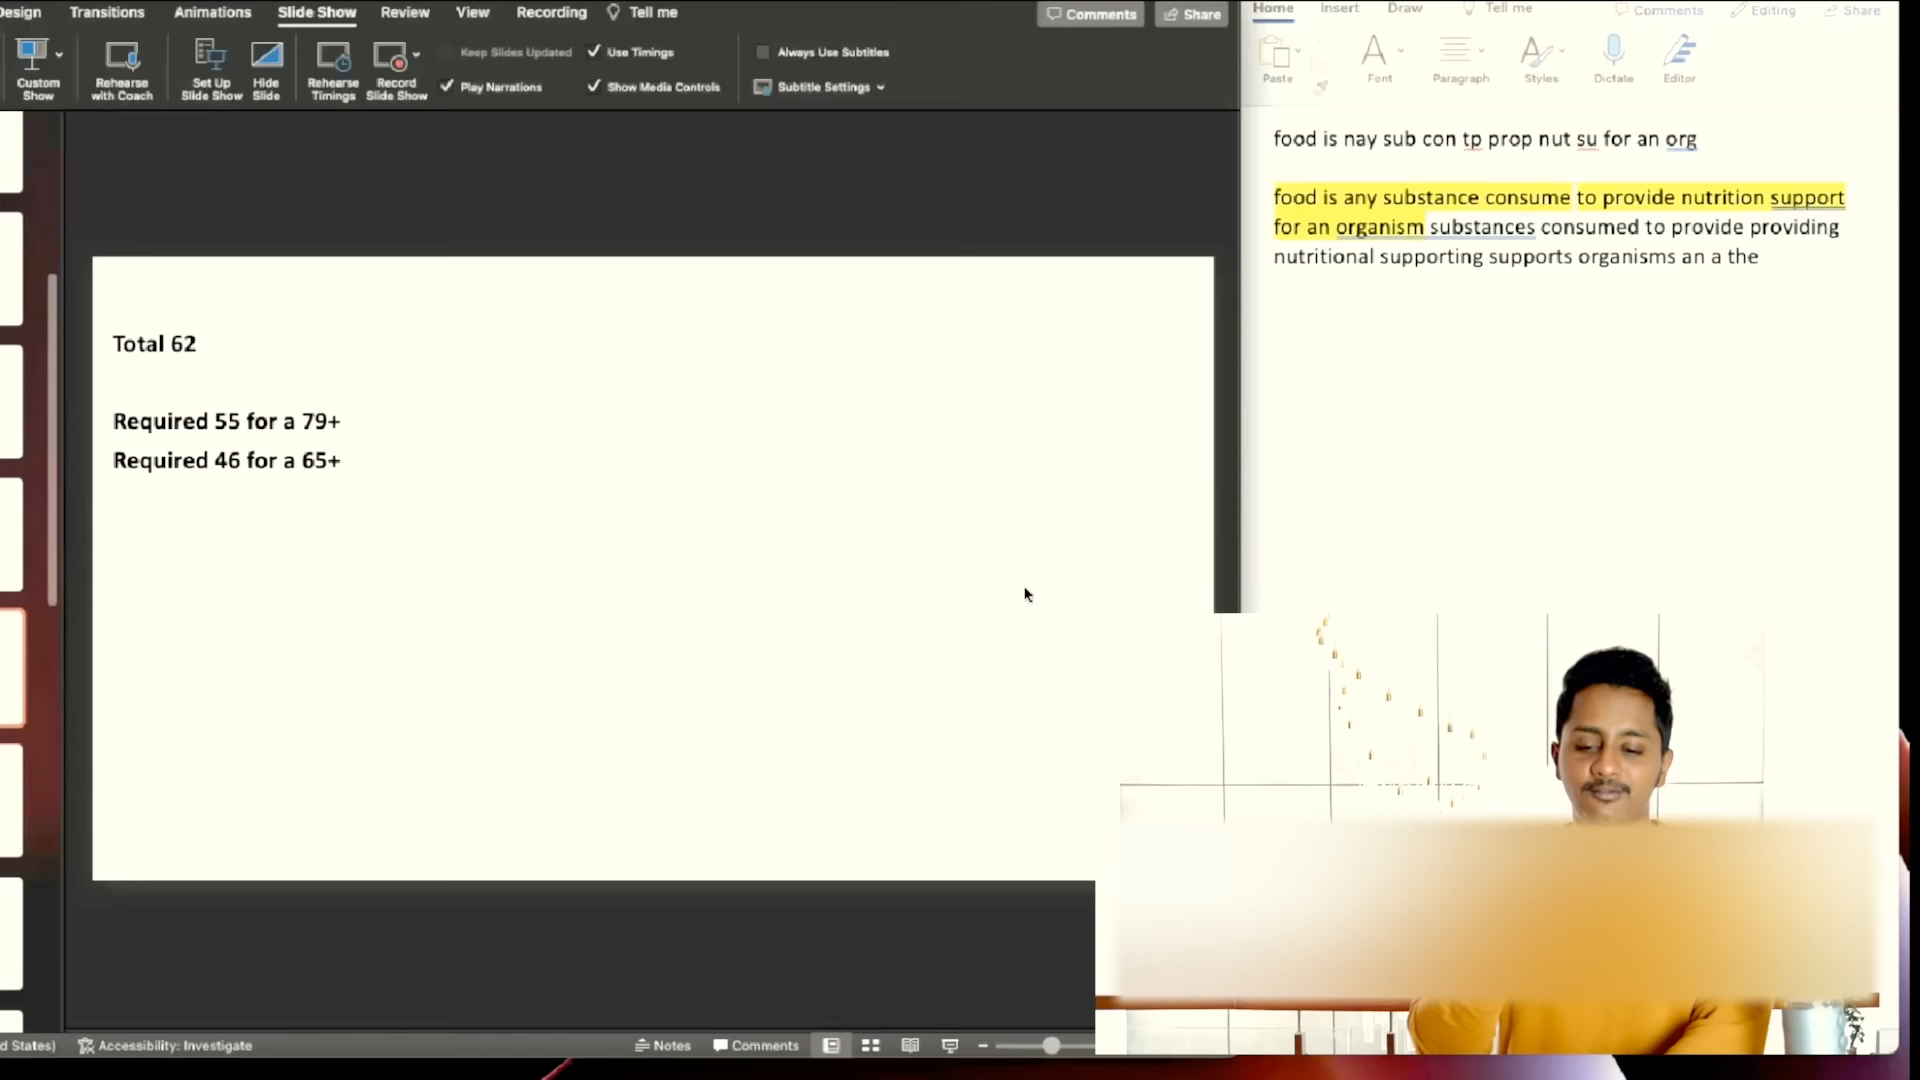 Design Transitions Animations Slide Show Review View Recording Tell me Comments Share
Custom Show
Rehearse with Coach
Set Up Slide Show
Hide Slide
Rehearse Timings
Record Slide Show
Keep Slides Updated
Use Timings
Always Use Subtitles
Play Narrations
Show Media Controls
Subtitle Settings
Home Insert Draw Tell me Comments Editing Share
Paste Font Paragraph Styles Dictate Editor
Total 62
Required 55 for a 79+
Required 46 for a 65+
food is nay sub con tp prop nut su for an org
food is any substance consume to provide nutrition support
for an organism substances consumed to provide providing
nutritional supporting supports organisms an a the
d States) Accessibility: Investigate Notes Comments